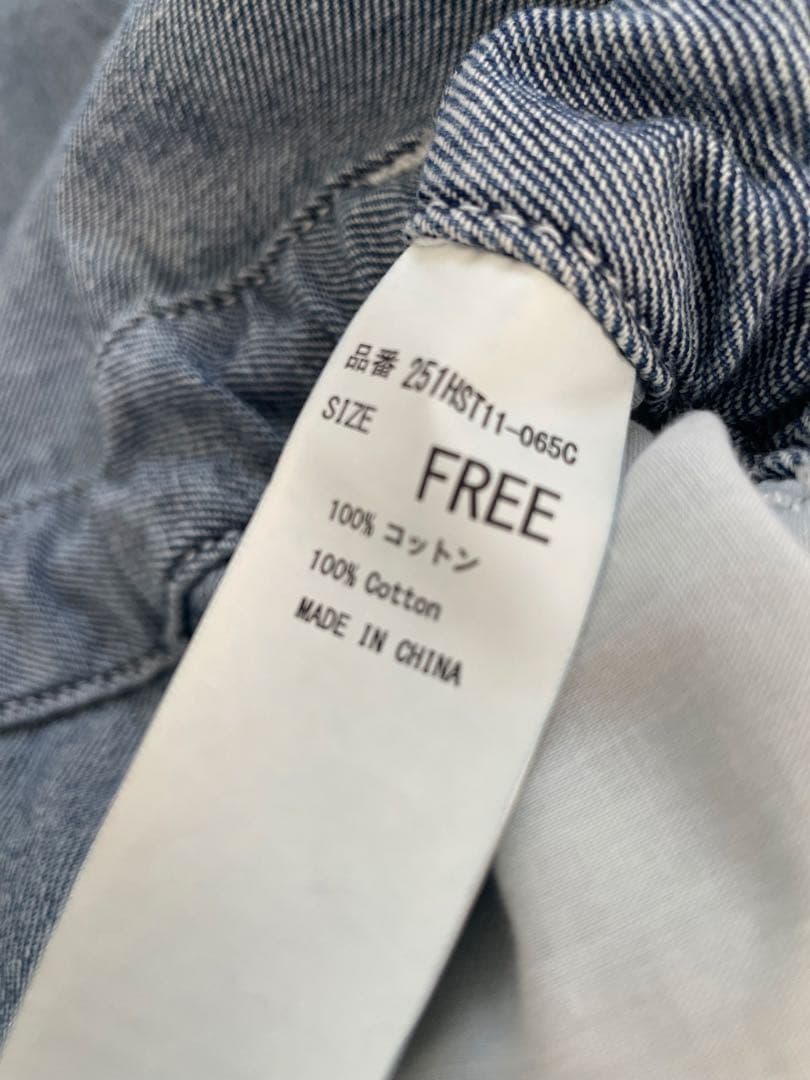 品番 251HST11-065C
SIZE
FREE
100% コットン
100% Cotton
MADE IN CHINA